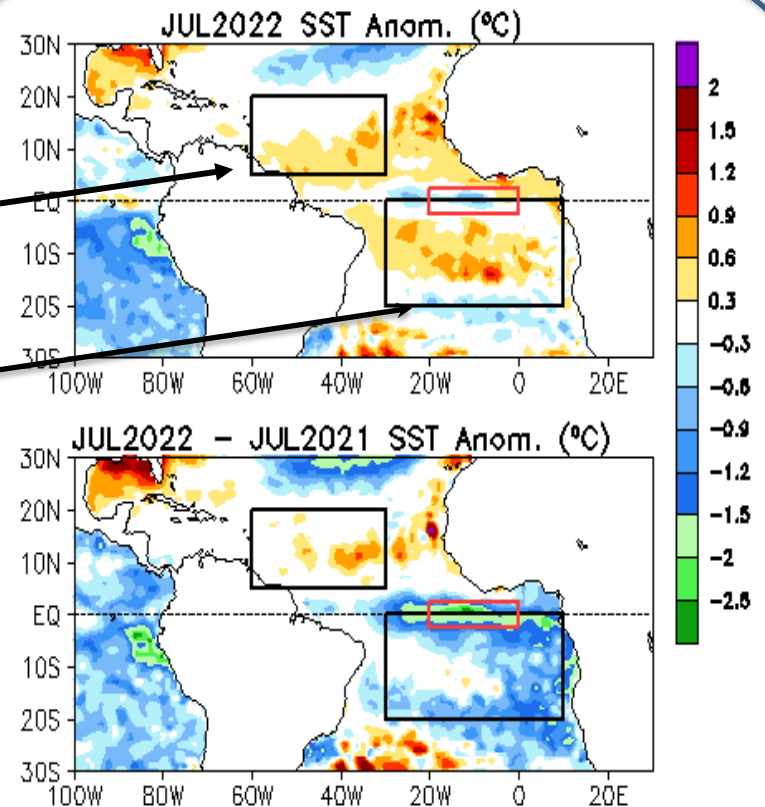 JUL2022 SST Anom. (ºC)
30N
20N
10N
EQ
10S
20S
30S
100W 80W 60W 40W 20W 0 20E
2
1.5
1.2
0.9
0.6
0.3
-0.3
-0.6
-0.9
-1.2
-1.5
-2
-2.5
JUL2022 - JUL2021 SST Anom. (ºC)
30N
20N
10N
EQ
10S
20S
30S
100W 80W 60W 40W 20W 0 20E